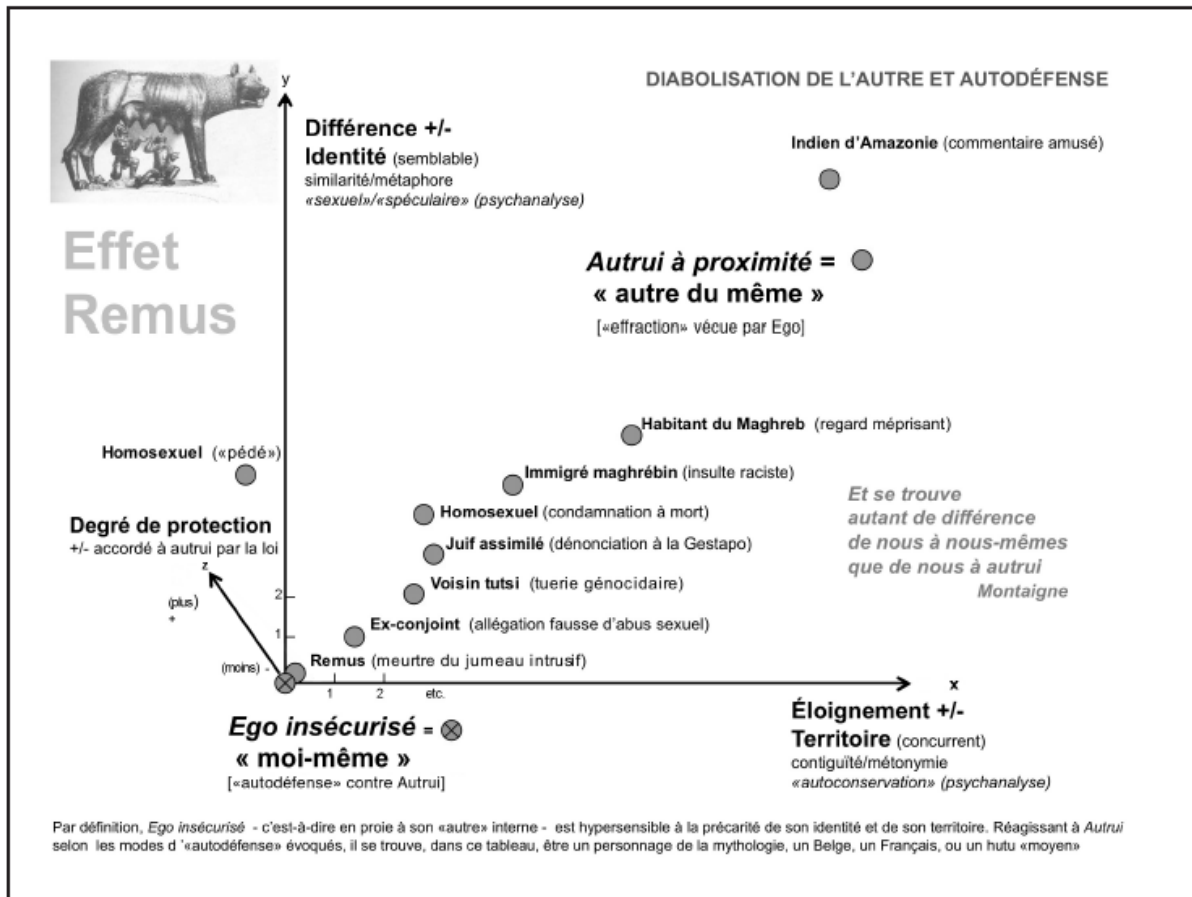 DIABOLISATION DE L'AUTRE ET AUTODÉFENSE
Effet
Remus
y
Différence +/-
Identité (semblable)
similarité/métaphore
«sexuel»/«spéculaire» (psychanalyse)
Indien d'Amazonie (commentaire amusé)
Autrui à proximité =
« autre du même »
[«effraction» vécue par Ego]
Habitant du Maghreb (regard méprisant)
Homosexuel («pédé»)
Immigré maghrébin (insulte raciste)
Homosexuel (condamnation à mort)
Juif assimilé (dénonciation à la Gestapo)
Voisin tutsi (tuerie génocidaire)
Ex-conjoint (allégation fausse d'abus sexuel)
Remus (meurtre du jumeau intrusif)
Et se trouve
autant de différence
de nous à nous-mêmes
que de nous à autrui
Montaigne
Degré de protection
+/- accordé à autrui par la loi
z
(plus)
+
(moins) -
2
1
1 2 etc.
x
Ego insécurisé =
« moi-même »
[«autodéfense» contre Autrui]
Éloignement +/-
Territoire (concurrent)
contiguïté/métonymie
«autoconservation» (psychanalyse)
Par définition, Ego insécurisé - c'est-à-dire en proie à son «autre» interne - est hypersensible à la précarité de son identité et de son territoire. Réagissant à Autrui
selon les modes d '«autodéfense» évoqués, il se trouve, dans ce tableau, être un personnage de la mythologie, un Belge, un Français, ou un hutu «moyen»